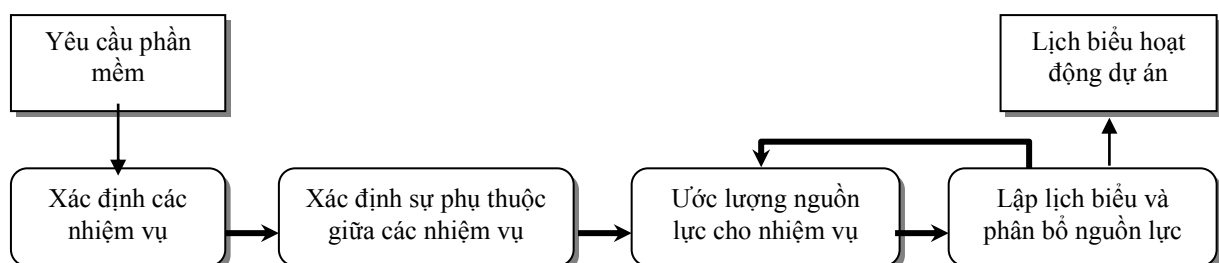 Yêu cầu phần
mềm
Lịch biểu hoạt
động dự án
Xác định các
nhiệm vụ
Xác định sự phụ thuộc
giữa các nhiệm vụ
Ước lượng nguồn
lực cho nhiệm vụ
Lập lịch biểu và
phân bổ nguồn lực